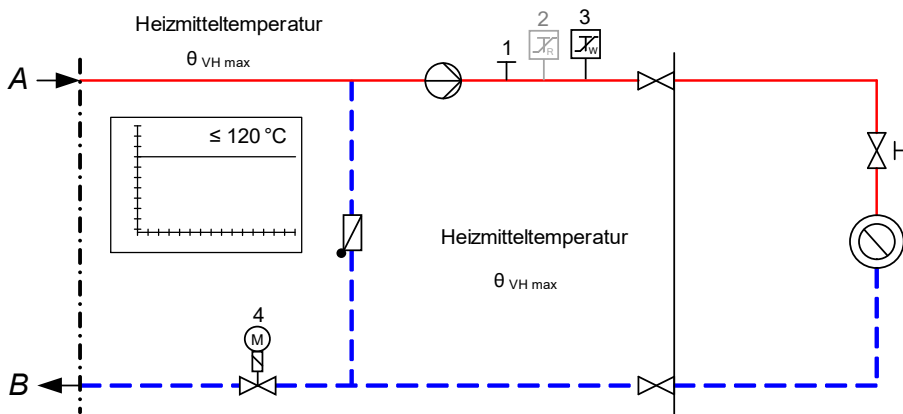 Heizmitteltemperatur
θ VH max
1
2
3
R
W
A
≤ 120 °C
Heizmitteltemperatur
θ VH max
4
M
B